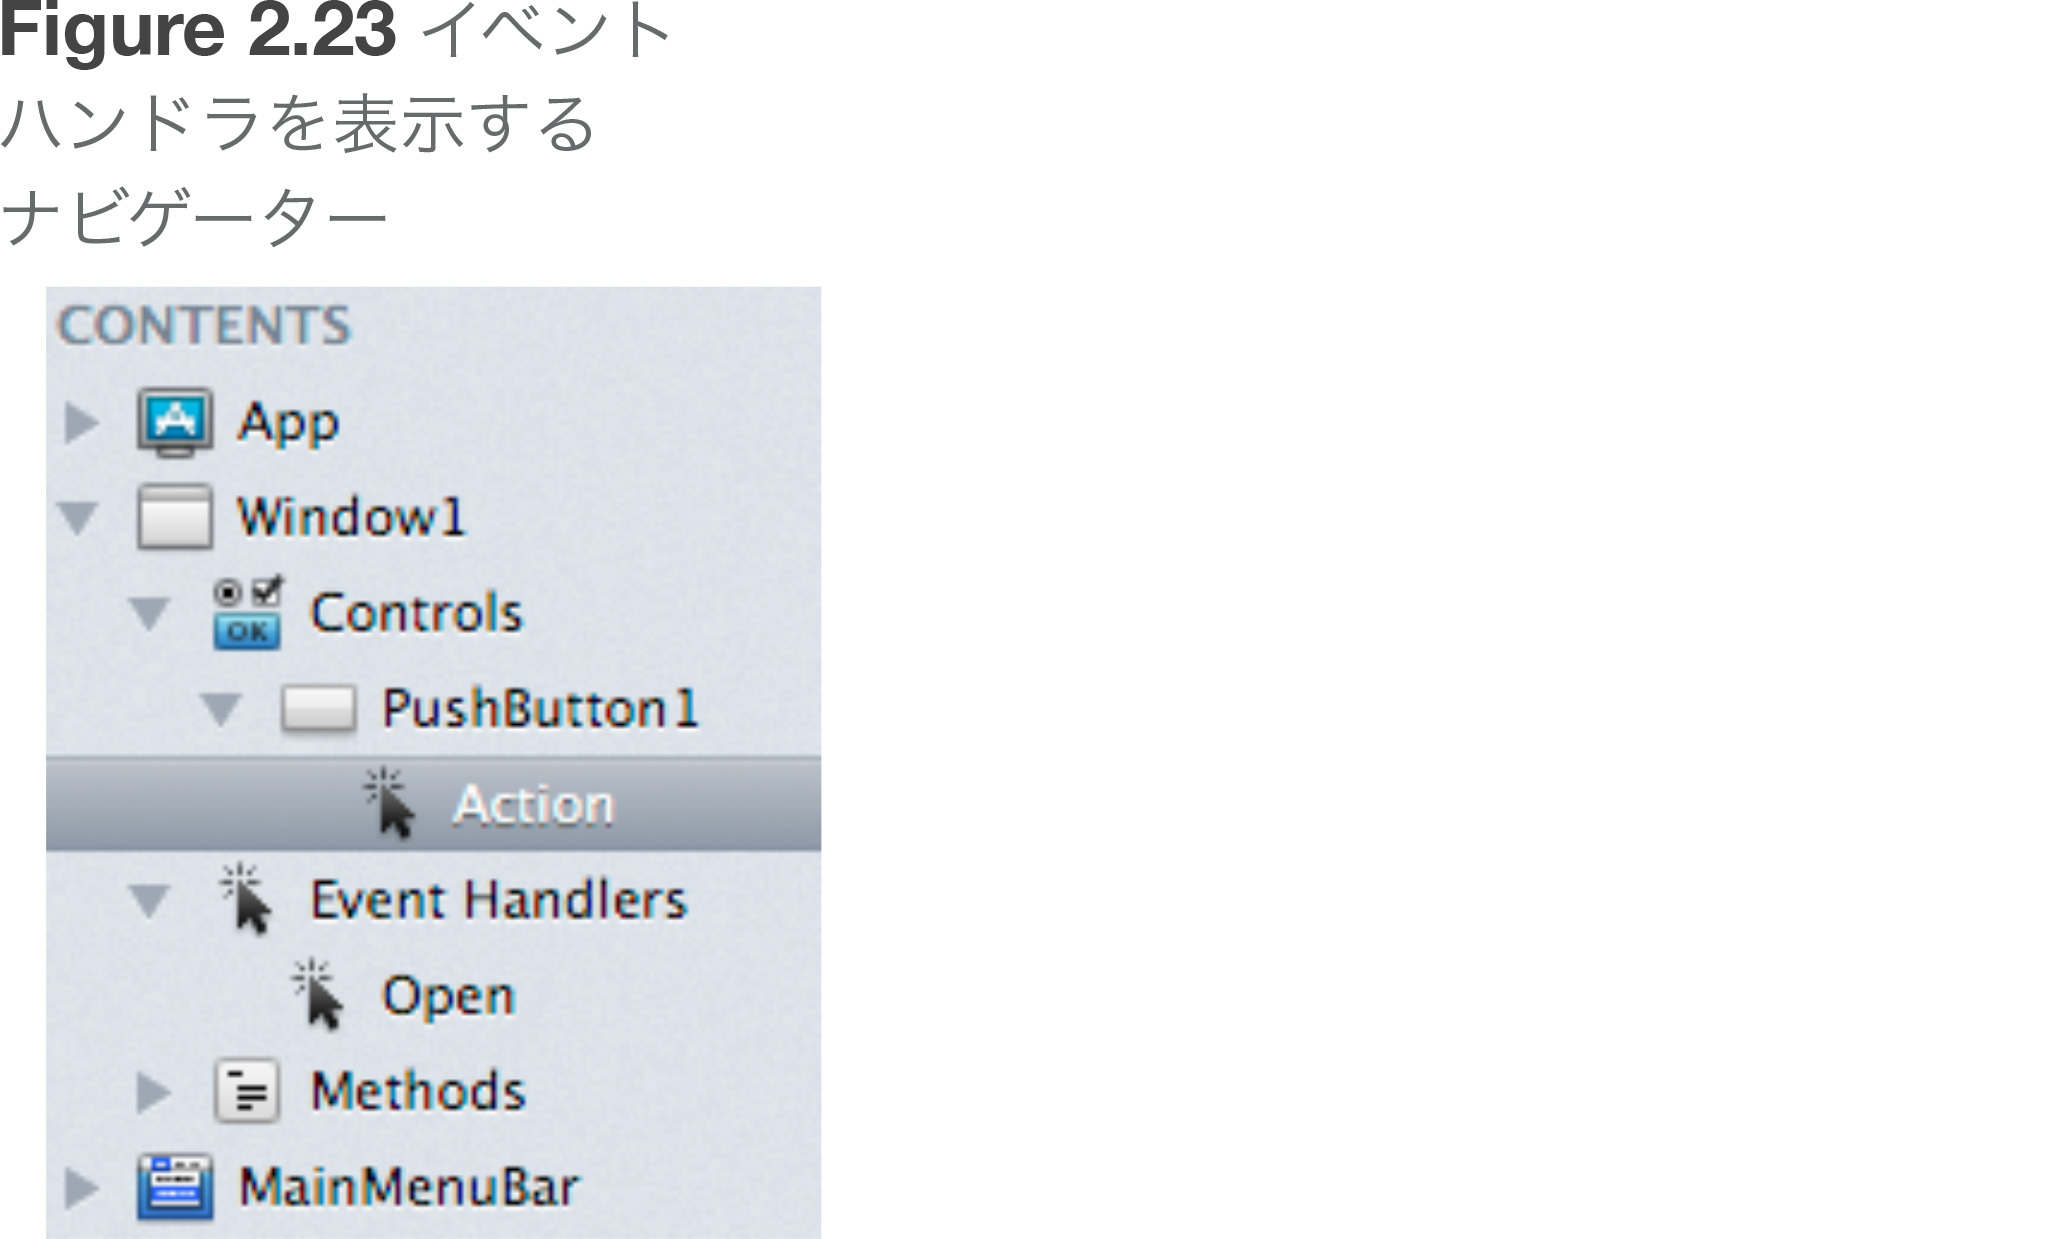 Figure 2.23 イベント
ハンドラを表示する
ナビゲーター
CONTENTS
App
Window1
OK
Controls
PushButton1
Action
Event Handlers
Open
Methods
MainMenuBar